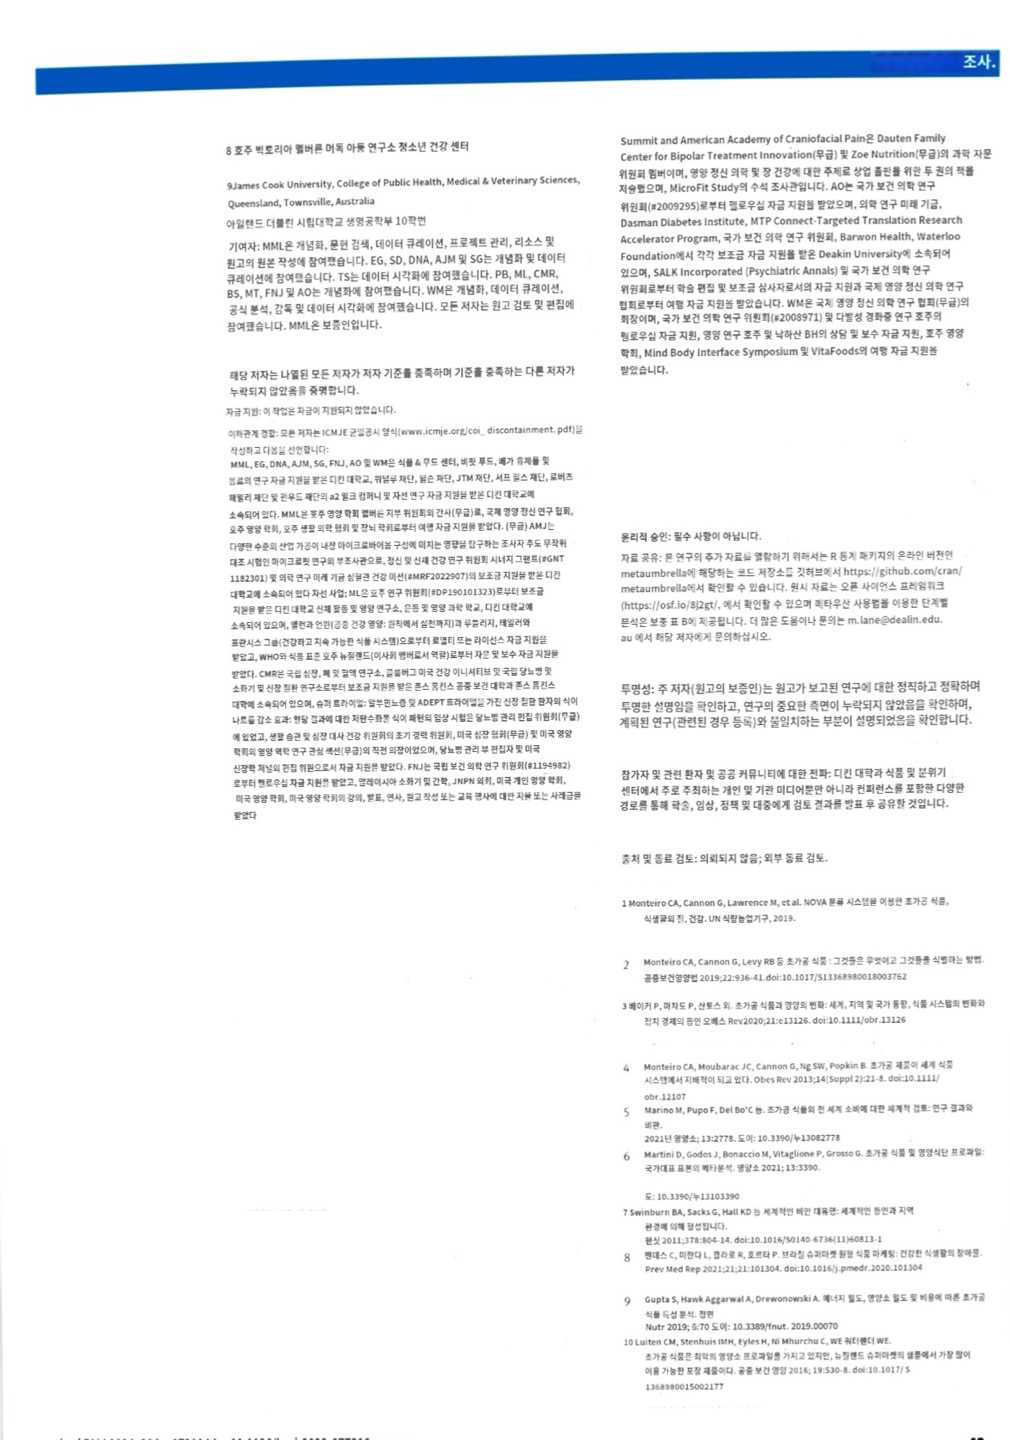 조사.
8 호주 빅토리아 멜버른 머독 아동 연구소 청소년 건강 센터
9James Cook University, College of Public Health, Medical & Veterinary Sciences,
Queensland, Townsville, Australia
아일랜드 더블린 시립대학교 생명공학부 10학번
기여자: MML은 개념화, 문헌 검색, 데이터 큐레이션, 프로젝트 관리, 리소스 및
원고의 원본 작성에 참여했습니다. EG, SD, DNA, AJM 및 SG는 개념화 및 데이터
큐레이션에 참여했습니다. TS는 데이터 시각화에 참여했습니다. PB, ML, CMR,
BS, MT, FNJ 및 AO는 개념화에 참여했습니다. WM은 개념화, 데이터 큐레이션,
공식 분석, 감독 및 데이터 시각화에 참여했습니다. 모든 저자는 원고 검토 및 편집에
참여했습니다. MML은 보증인입니다.
해당 저자는 나열된 모든 저자가 저자 기준을 충족하며 기준을 충족하는 다른 저자가
누락되지 않았음을 증명합니다.
자금 지원: 이 작업은 자금이 지원되지 않았습니다.
이해관계 경합: 모든 저자는 ICMJE 균일공시 양식(www.icmje.org/coi_ discontainment. pdf)을
작성하고 다음을 선언합니다:
MML, EG, DNA, AJM, SG, FNJ, AO 및 WM은 식품 & 무드 센터, 비핏 푸드, 베가 유제품 및
음료의 연구 자금 지원을 받은 디킨 대학교, 윌슨 재단, JTM 재단, 서프 힐스 재단, 로버츠
패밀리 재단 및 펀우드 재단의 a2 밀크 컴퍼니 및 자선 연구 자금 지원을 받은 디킨 대학교에
소속되어 있다. MML은 호주 영양 학회 멜버른 지부 위원회의 간사(무급)로, 국제 영양 정신 연구 협회,
호주 영양 학회, 호주 생활 의학 협회 및 장뇌 학회로부터 여행 자금 지원을 받았다. (무급) AMJ는
다양한 수준의 산업 가공이 내장 마이크로바이옴 구성에 미치는 영향을 탐구하는 조사자 주도 무작위
대조 시험인 마이크로핏 연구의 부조사관으로, 정신 및 신체 건강 연구 위원회 시너지 그랜트(#GNT
1182301) 및 의학 연구 미래 기금 심혈관 건강 미션(#MRF2022907)의 보조금 지원을 받은 디킨
대학교에 소속되어 있다 자선 사업; ML은 호주 연구 위원회(#DP190101323)로부터 보조금
지원을 받은 디킨 대학교 신체 활동 및 영양 연구소, 운동 및 영양 과학 학교, 디킨 대학교에
소속되어 있으며, 앨런과 언윈(공중 건강 영양: 원칙에서 실전까지)과 루틀리지, 테일러와
프란시스 그룹(건강하고 지속 가능한 식품 시스템)으로부터 로열티 또는 라이선스 자금 지원을
받았고, WHO와 식품 표준 호주 뉴질랜드(이사회 멤버로서 역할)로부터 자문 및 보수 자금 지원을
받았다. CMR은 국립 심장, 폐 및 혈액 연구소, 블룸버그 미국 건강 이니셔티브 및 국립 당뇨병 및
소화기 및 신장 질환 연구소로부터 보조금 지원을 받은 존스 홉킨스 공중 보건 대학과 존스 홉킨스
대학에 소속되어 있으며, 슈퍼 트라이얼: 알부민뇨증 및 ADEPT 트라이얼을 가진 신장 질환 환자의 식이
나트륨 감소 효과: 혈당 결과에 대한 저탄수화물 식이 패턴의 임상 시험은 당뇨병 관리 편집 위원회(무급)
에 있었고, 생활 습관 및 심장 대사 건강 위원회의 초기 경력 위원회, 미국 심장 협회(무급) 및 미국 영양
학회의 영양 역학 연구 관심 섹션(무급)의 직전 의장이었으며, 당뇨병 관리 부 편집자 및 미국
신장학 저널의 편집 위원으로서 자금 지원을 받았다. FNJ는 국립 보건 의학 연구 위원회(#1194982)
로부터 펠로우십 자금 지원을 받았고, 말레이시아 소화기 및 간학, JNPN 의회, 미국 개인 영양 학회,
미국 영양 학회, 미국 영양 학회의 강의, 발표, 연사, 원고 작성 또는 교육 행사에 대한 지불 또는 사례금을
받았다
Summit and American Academy of Craniofacial Pain은 Dauten Family
Center for Bipolar Treatment Innovation(무급) 및 Zoe Nutrition(무급)의 과학 자문
위원회 멤버이며, 영양 정신 의학 및 장 건강에 대한 주제로 상업 출판을 위한 두 권의 책을
저술했으며, MicroFit Study의 수석 조사관입니다. AO는 국가 보건 의학 연구
위원회(#2009295)로부터 펠로우십 자금을 받았으며, 의학 연구 미래 기금,
Dasman Diabetes Institute, MTP Connect-Targeted Translation Research
Accelerator Program, 국가 보건 의학 연구 위원회, Barwon Health, Waterloo
Foundation에서 각각 보조금 자금 지원을 받은 Deakin University에 소속되어
있으며, SALK Incorporated (Psychiatric Annals) 및 국가 보건 의학 연구
위원회로부터 학술 편집 및 보조금 심사자로서의 자금 지원과 국제 영양 정신 의학 연구
협회로부터 여행 자금 지원을 받았습니다. WM은 국제 영양 정신 의학 연구 협회(무급)의
회장이며, 국가 보건 의학 연구 위원회(#2008971) 및 다발성 경화증 연구 호주의
펠로우십 자금 지원, 영양 연구 호주 및 낙하산 BH의 상담 및 보수 자금 지원, 호주 영양
학회, Mind Body Interface Symposium 및 VitaFoods의 여행 자금 지원을
받았습니다.
윤리적 승인: 필수 사항이 아닙니다.
자료 공유: 본 연구의 추가 자료를 열람하기 위해서는 R 통계 패키지의 온라인 버전인
metaumbrella에 해당하는 코드 저장소를 깃허브에서 https://github.com/cran/
metaumbrella에서 확인할 수 있습니다. 원시 자료는 오픈 사이언스 프레임워크
(https://osf.io/8j2gt/, 에서 확인할 수 있으며 메타우산 사용법을 이용한 단계별
분석은 보충 표 B에 제공됩니다. 더 많은 도움이나 문의는 m.lane@dealin.edu.
au 에서 해당 저자에게 문의하십시오.
투명성: 주 저자(원고의 보증인)는 원고가 보고된 연구에 대한 정직하고 정확하며
투명한 설명임을 확인하고, 연구의 중요한 측면이 누락되지 않았음을 확인하며,
계획된 연구(관련된 경우 등록)와 불일치하는 부분이 설명되었음을 확인합니다.
참가자 및 관련 환자 및 공공 커뮤니티에 대한 전파: 디킨 대학과 식품 및 분위기
센터에서 주로 주최하는 개인 및 기관 미디어뿐만 아니라 컨퍼런스를 포함한 다양한
경로를 통해 학술, 임상, 정책 및 대중에게 검토 결과를 발표 후 공유할 것입니다.
출처 및 동료 검토: 의뢰되지 않음; 외부 동료 검토.
1 Monteiro CA, Cannon G, Lawrence M, et al. NOVA 분류 시스템을 이용한 초가공 식품,
식생활의 질, 건강. UN 식량농업기구, 2019.
2 Monteiro CA, Cannon G, Levy RB 등 초가공 식품 : 그것들은 무엇이고 그것들을 식별하는 방법.
공중보건영양법 2019;22:936-41.doi:10.1017/S13368980018003762
3 베이커 P, 마차도 P, 산토스 외. 초가공 식품과 영양의 변화: 세계, 지역 및 국가 동향, 식품 시스템의 변화와
정치 경제의 동인 오베스 Rev2020;21:e13126. doi:10.1111/obr.13126
4 Monteiro CA, Moubarac JC, Cannon G, Ng SW, Popkin B. 초가공 제품이 세계 식품
시스템에서 지배적이 되고 있다. Obes Rev 2013;14(Suppl 2):21-8. doi:10.1111/
obr.12107
5 Marino M, Pupo F, Del Bo'C 등. 초가공 식품의 전 세계 소비에 대한 체계적 검토: 연구 결과와
비판.
2021년 영양소; 13:2778. 도이: 10.3390/누13082778
6 Martini D, Godos J, Bonaccio M, Vitaglione P, Grosso G. 초가공 식품 및 영양식단 프로파일:
국가대표 표본의 메타분석. 영양소 2021; 13:3390.
도: 10.3390/누13103390
7 Swinburn BA, Sacks G, Hall KD 등 세계적인 비만 대유행: 세계적인 동인과 지역
환경에 의해 형성됩니다.
랜싯 2011;378:804-14. doi:10.1016/S0140-6736(11)60813-1
8 멘데스 C, 미란다 L, 클라로 R, 호르타 P. 브라질 슈퍼마켓 원형 식품 마케팅: 건강한 식생활의 장애물.
Prev Med Rep 2021;21;21:101304. doi:10.1016/j.pmedr.2020.101304
9 Gupta S, Hawk Aggarwal A, Drewonowski A. 에너지 밀도, 영양소 밀도 및 비용에 따른 초가공
식품 특성 분석. 정면
Nutr 2019; 6:70 도이: 10.3389/fnut. 2019.00070
10 Luiten CM, Stenhuis IMH, Eyles H, Ni Mhurchu C, WE 워터랜더 WE.
초가공 식품은 최악의 영양소 프로파일을 가지고 있지만, 뉴질랜드 슈퍼마켓의 샘플에서 가장 많이
이용 가능한 포장 제품이다. 공중 보건 영양 2016; 19:530-8. doi:10.1017/ S
1368980015002177